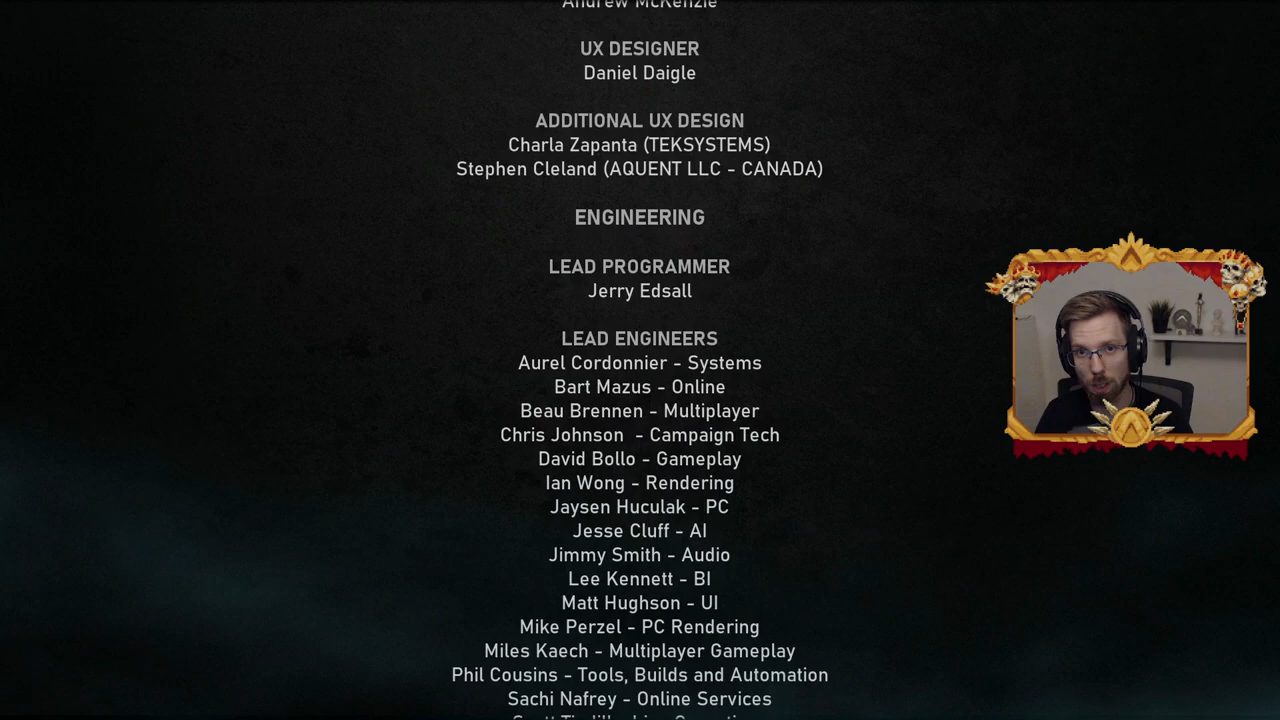 Andrew McKenzie
UX DESIGNER
Daniel Daigle
ADDITIONAL UX DESIGN
Charla Zapanta (TEKSYSTEMS)
Stephen Cleland (AQUENT LLC - CANADA)
ENGINEERING
LEAD PROGRAMMER
Jerry Edsall
LEAD ENGINEERS
Aurel Cordonnier - Systems
Bart Mazus - Online
Beau Brennen - Multiplayer
Chris Johnson - Campaign Tech
David Bollo - Gameplay
Ian Wong - Rendering
Jaysen Huculak - PC
Jesse Cluff - AI
Jimmy Smith - Audio
Lee Kennett - BI
Matt Hughson - UI
Mike Perzel - PC Rendering
Miles Kaech - Multiplayer Gameplay
Phil Cousins - Tools, Builds and Automation
Sachi Nafrey - Online Services